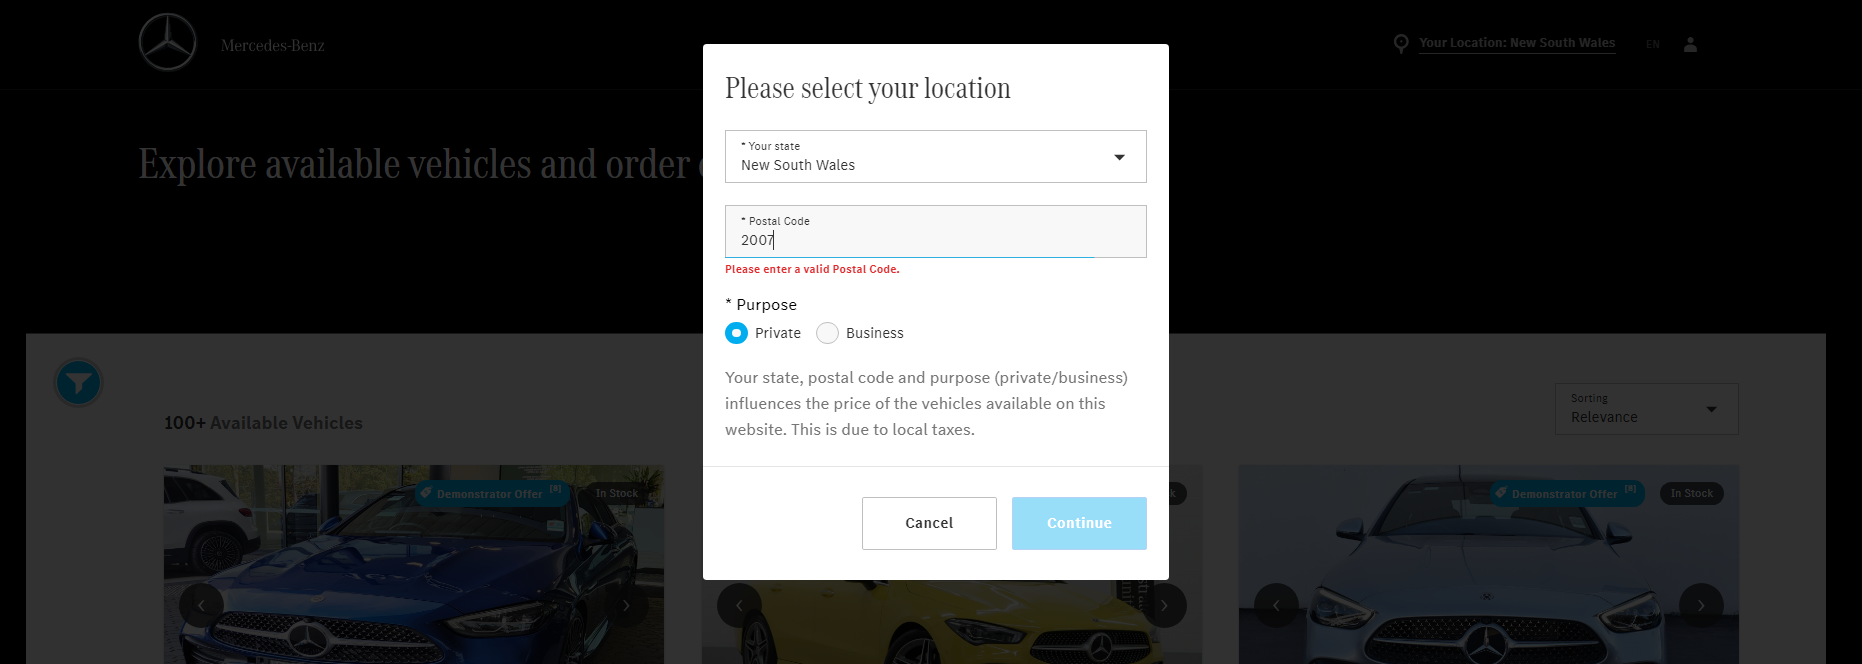 Mercedes-Benz
Your Location: New South Wales
EN
Explore available vehicles and order
Please select your location
* Your state
New South Wales
* Postal Code
2007
Please enter a valid Postal Code.
* Purpose
Private
Business
Your state, postal code and purpose (private/business)
influences the price of the vehicles available on this
website. This is due to local taxes.
Cancel
Continue
100+ Available Vehicles
Sorting
Relevance
Demonstrator Offer [8]
In Stock
Demonstrator Offer [8]
In Stock